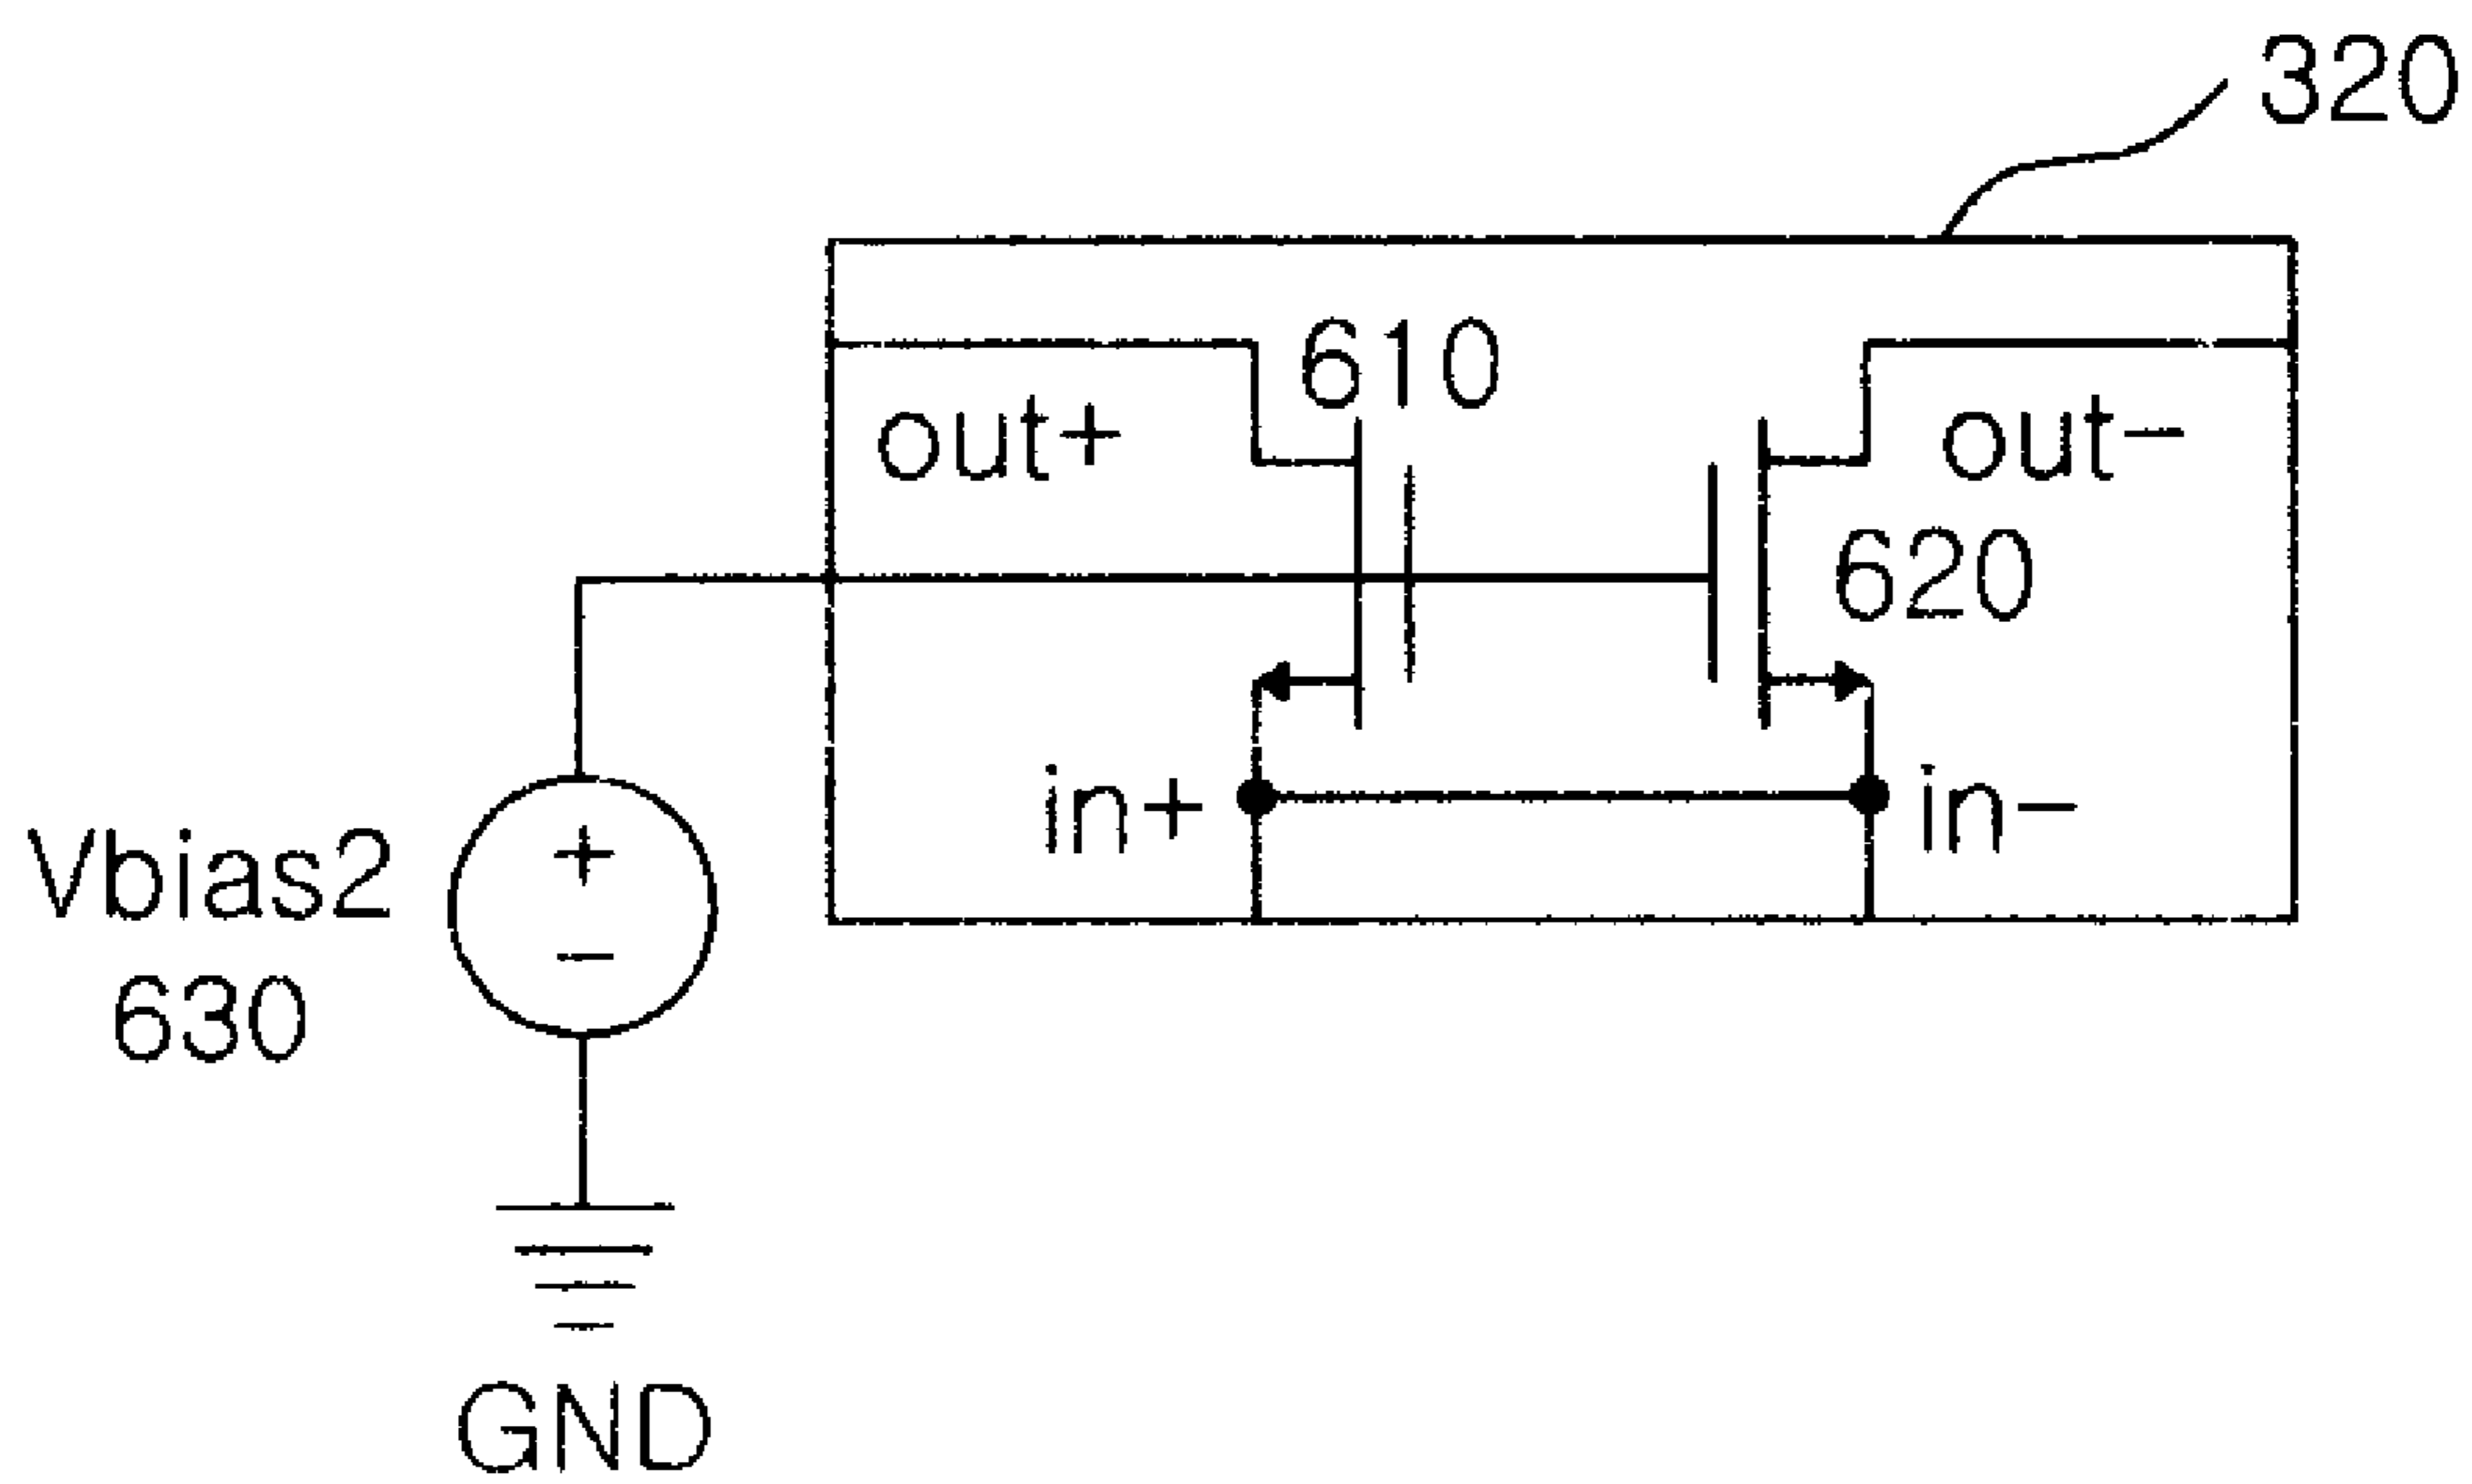 320
610
out+
out-
620
in+
in-
+
-
Vbias2
630
GND